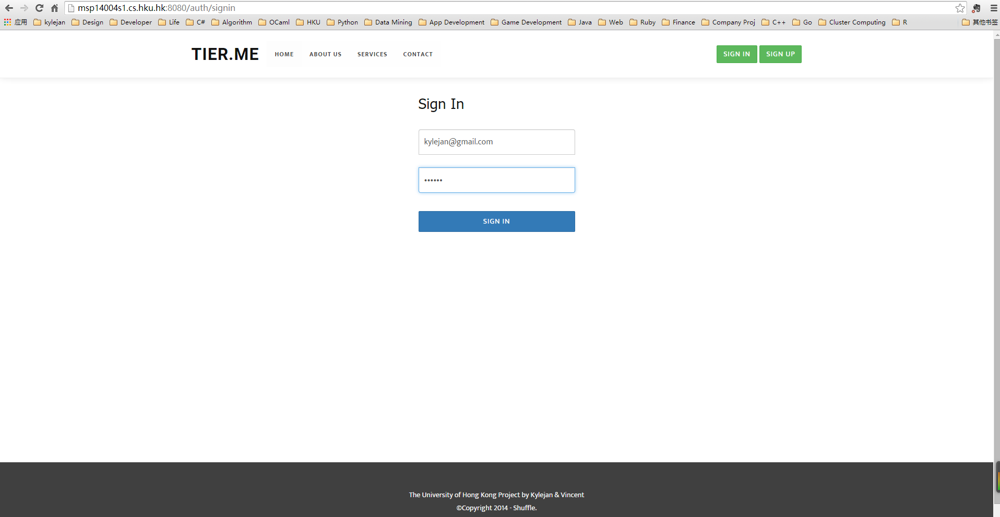 msp14004s1.cs.hku.hk:8080/auth/signin
应用 kylejan Design Developer Life C# Algorithm OCaml HKU Python Data Mining App Development Game Development Java Web Ruby Finance Company Proj C++ Go Cluster Computing R 其他书签
TIER.ME HOME ABOUT US SERVICES CONTACT SIGN IN SIGN UP
Sign In
kylejan@gmail.com
••••••
SIGN IN
The University of Hong Kong Project by Kylejan & Vincent
©Copyright 2014 - Shuffle.